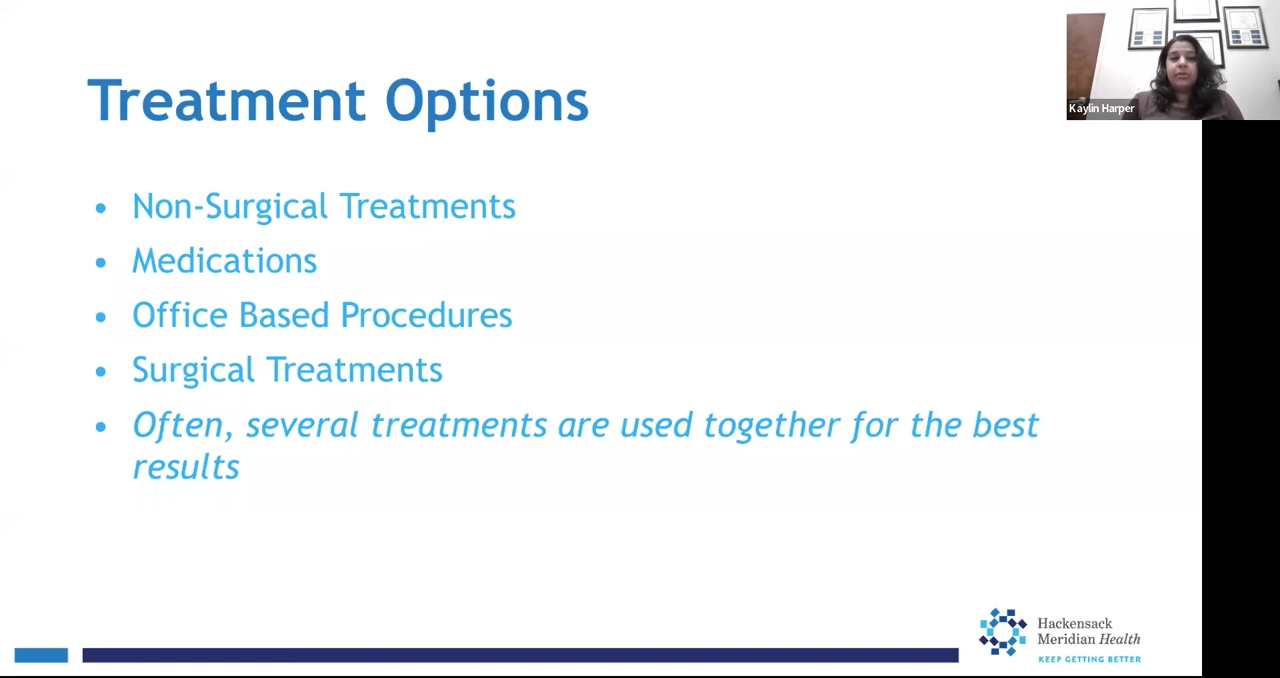 Treatment Options
• Non-Surgical Treatments
• Medications
• Office Based Procedures
• Surgical Treatments
• Often, several treatments are used together for the best
results
Kaylin Harper
Hackensack
Meridian Health
KEEP GETTING BETTER